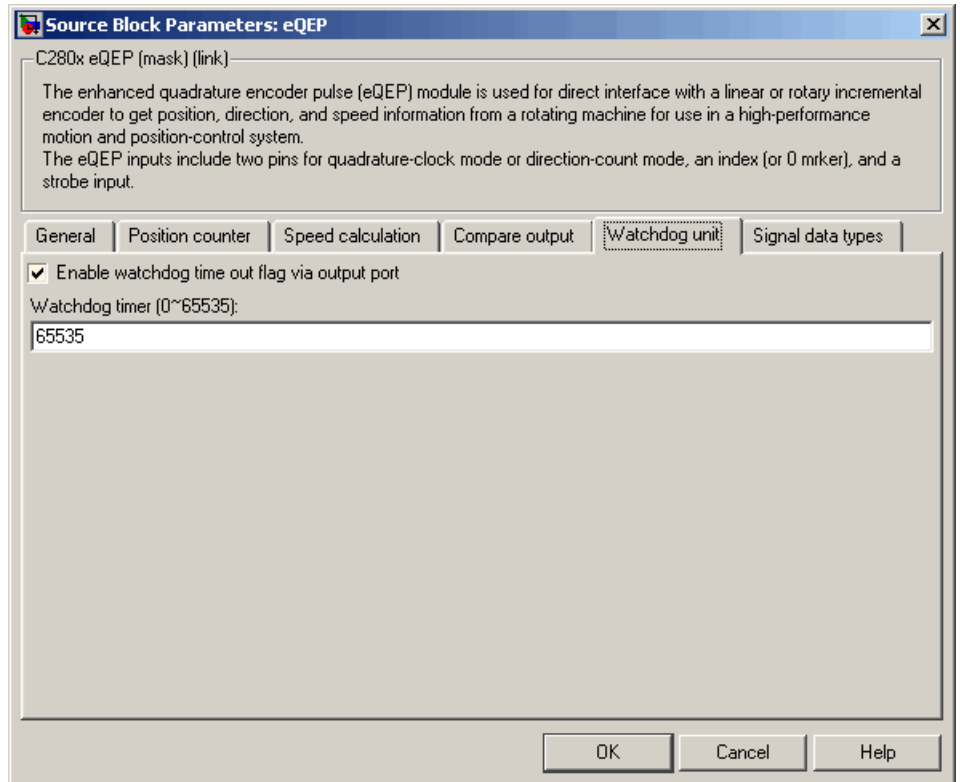 Source Block Parameters: eQEP
C280x eQEP (mask) (link)
The enhanced quadrature encoder pulse (eQEP) module is used for direct interface with a linear or rotary incremental
encoder to get position, direction, and speed information from a rotating machine for use in a high-performance
motion and position-control system.
The eQEP inputs include two pins for quadrature-clock mode or direction-count mode, an index (or 0 mrker), and a
strobe input.
General Position counter Speed calculation Compare output Watchdog unit Signal data types
Enable watchdog time out flag via output port
Watchdog timer (0~65535):
65535
OK Cancel Help